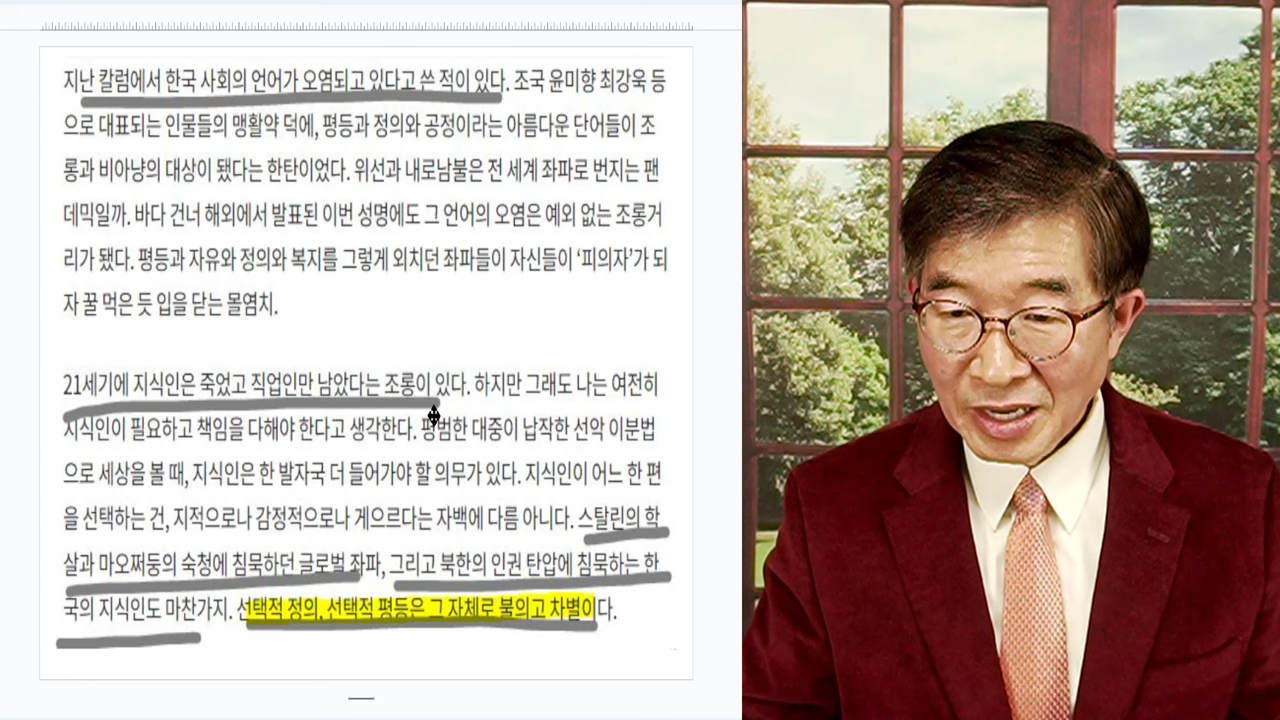 지난 칼럼에서 한국 사회의 언어가 오염되고 있다고 쓴 적이 있다. 조국 윤미향 최강욱 등
으로 대표되는 인물들의 맹활약 덕에, 평등과 정의와 공정이라는 아름다운 단어들이 조
롱과 비아냥의 대상이 됐다는 한탄이었다. 위선과 내로남불은 전 세계 좌파로 번지는 팬
데믹일까. 바다 건너 해외에서 발표된 이번 성명에도 그 언어의 오염은 예외 없는 조롱거
리가 됐다. 평등과 자유와 정의와 복지를 그렇게 외치던 좌파들이 자신들이 ‘피의자’가 되
자 꿀 먹은 듯 입을 닫는 몰염치.
21세기에 지식인은 죽었고 직업인만 남았다는 조롱이 있다. 하지만 그래도 나는 여전히
지식인이 필요하고 책임을 다해야 한다고 생각한다. 평범한 대중이 납작한 선악 이분법
으로 세상을 볼 때, 지식인은 한 발자국 더 들어가야 할 의무가 있다. 지식인이 어느 한 편
을 선택하는 건, 지적으로나 감정적으로나 게으르다는 자백에 다름 아니다. 스탈린의 학
살과 마오쩌둥의 숙청에 침묵하던 글로벌 좌파, 그리고 북한의 인권 탄압에 침묵하는 한
국의 지식인도 마찬가지. 선택적 정의, 선택적 평등은 그 자체로 불의고 차별이다.